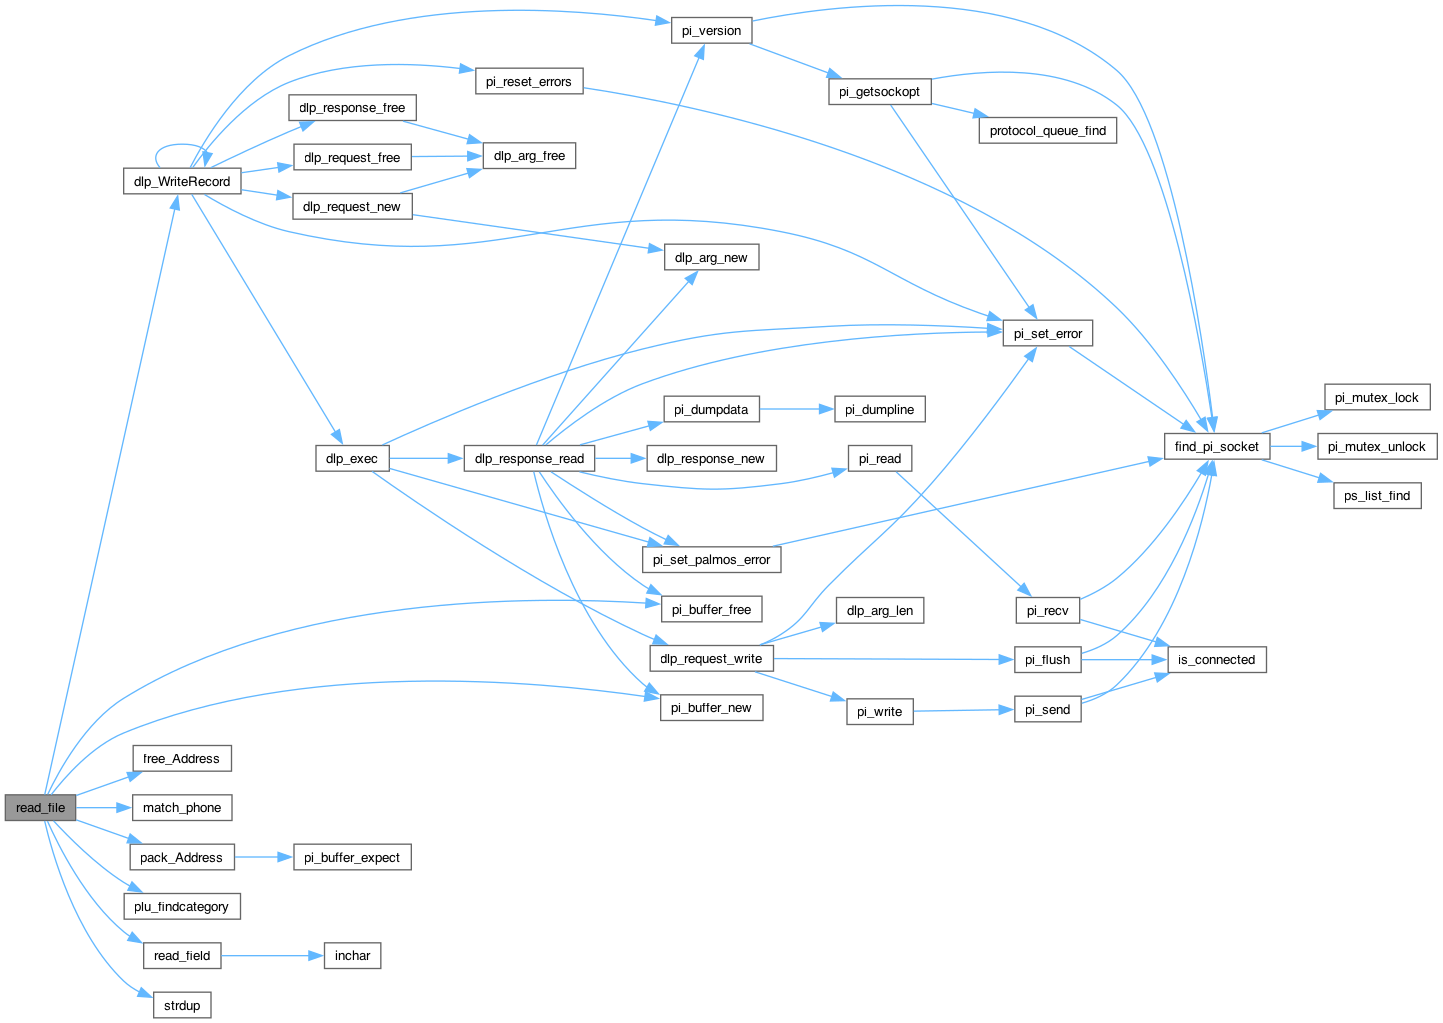 pi_version
pi_reset_errors
pi_getsockopt
dlp_response_free
protocol_queue_find
dlp_request_free
dlp_arg_free
dlp_WriteRecord
dlp_request_new
dlp_arg_new
pi_set_error
pi_mutex_lock
pi_dumpdata
pi_dumpline
find_pi_socket
pi_mutex_unlock
dlp_exec
dlp_response_read
dlp_response_new
pi_read
ps_list_find
pi_set_palmos_error
pi_buffer_free
dlp_arg_len
pi_recv
dlp_request_write
pi_flush
is_connected
pi_buffer_new
pi_write
pi_send
free_Address
read_file
match_phone
pack_Address
pi_buffer_expect
plu_findcategory
read_field
inchar
strdup